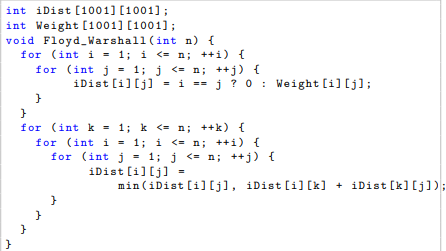 int iDist[1001][1001];
int Weight[1001][1001];
void Floyd_Warshall(int n) {
  for (int i = 1; i <= n; ++i) {
    for (int j = 1; j <= n; ++j) {
         iDist[i][j] = i == j ? 0 : Weight[i][j];
    }
  }
  for (int k = 1; k <= n; ++k) {
    for (int i = 1; i <= n; ++i) {
      for (int j = 1; j <= n; ++j) {
           iDist[i][j] =
               min(iDist[i][j], iDist[i][k] + iDist[k][j]);
      }
    }
  }
}